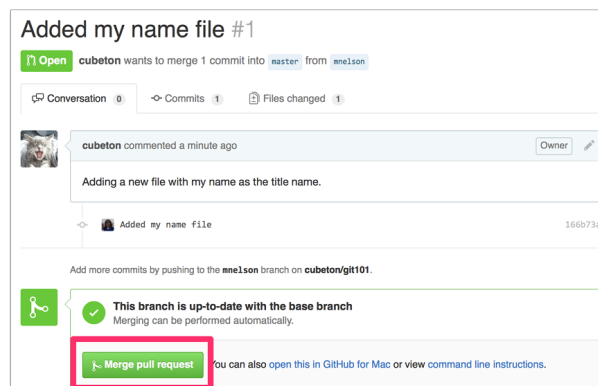 Added my name file #1
Open cubeton wants to merge 1 commit into master from mnelson
Conversation 0 Commits 1 Files changed 1
cubeton commented a minute ago Owner
Adding a new file with my name as the title name.
Added my name file 166b73a
Add more commits by pushing to the mnelson branch on cubeton/git101.
This branch is up-to-date with the base branch
Merging can be performed automatically.
Merge pull request You can also open this in GitHub for Mac or view command line instructions.